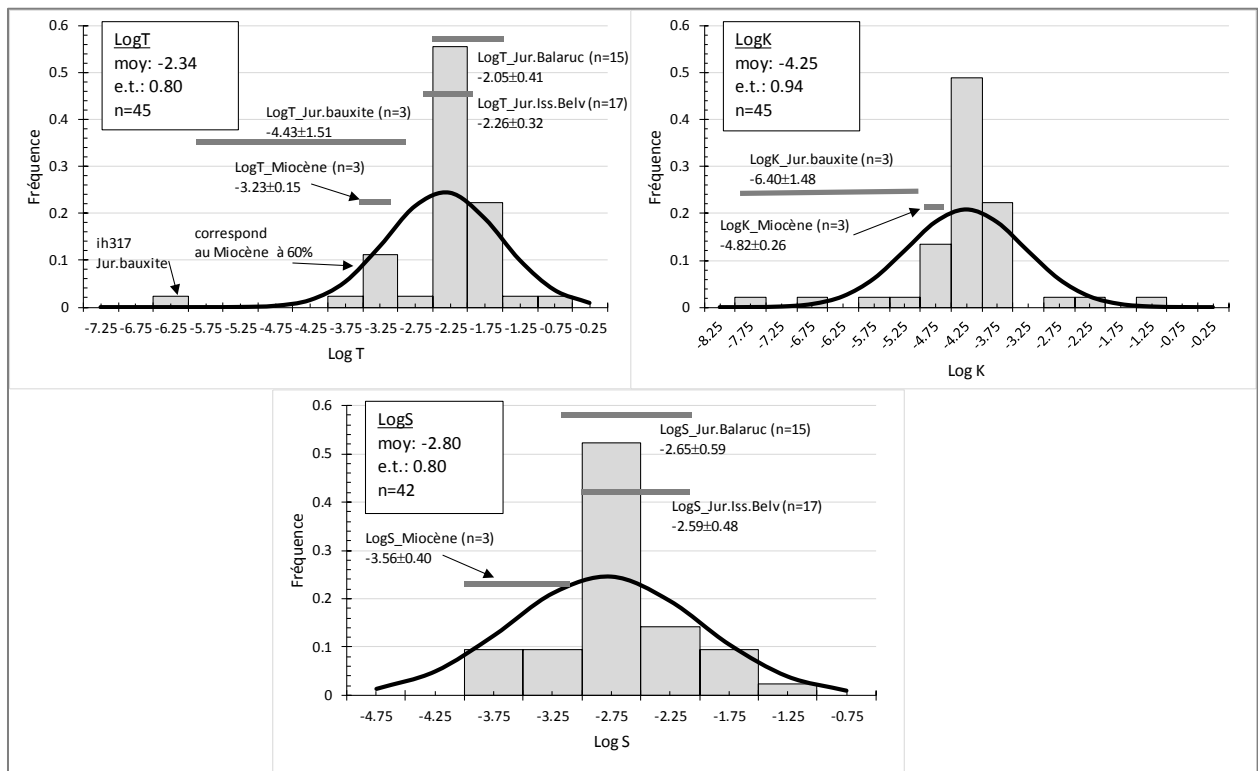 LogT
moy: -2.34
e.t.: 0.80
n=45
LogT_Jur.Balaruc (n=15)
-2.05±0.41
LogT_Jur.Iss.Belv (n=17)
-2.26±0.32
LogT_Jur.bauxite (n=3)
-4.43±1.51
LogT_Miocène (n=3)
-3.23±0.15
ih317
Jur.bauxite
correspond
au Miocène à 60%
Fréquence
0.6
0.5
0.4
0.3
0.2
0.1
0
-7.25 -6.75 -6.25 -5.75 -5.25 -4.75 -4.25 -3.75 -3.25 -2.75 -2.25 -1.75 -1.25 -0.75 -0.25
Log T
LogK
moy: -4.25
e.t.: 0.94
n=45
LogK_Jur.bauxite (n=3)
-6.40±1.48
LogK_Miocène (n=3)
-4.82±0.26
Fréquence
0.6
0.5
0.4
0.3
0.2
0.1
0
-8.25 -7.75 -7.25 -6.75 -6.25 -5.75 -5.25 -4.75 -4.25 -3.75 -3.25 -2.75 -2.25 -1.75 -1.25 -0.75 -0.25
Log K
LogS
moy: -2.80
e.t.: 0.80
n=42
LogS_Jur.Balaruc (n=15)
-2.65±0.59
LogS_Jur.Iss.Belv (n=17)
-2.59±0.48
LogS_Miocène (n=3)
-3.56±0.40
Fréquence
0.6
0.5
0.4
0.3
0.2
0.1
0
-4.75 -4.25 -3.75 -3.25 -2.75 -2.25 -1.75 -1.25 -0.75
Log S